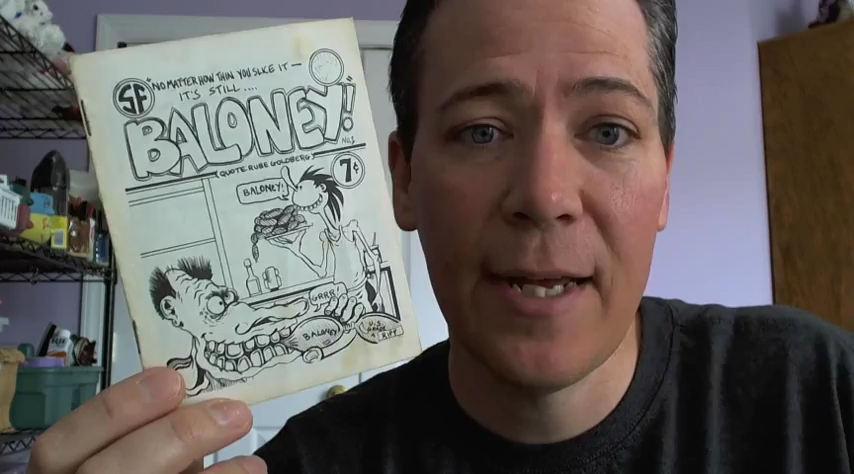 "NO MATTER HOW THIN YOU SLICE IT —
IT'S STILL....
SF
BALONEY!!"
NO.1
QUOTE RUBE GOLDBERG
7¢
BALONEY!
GRRR!
BALONEY
RIFF